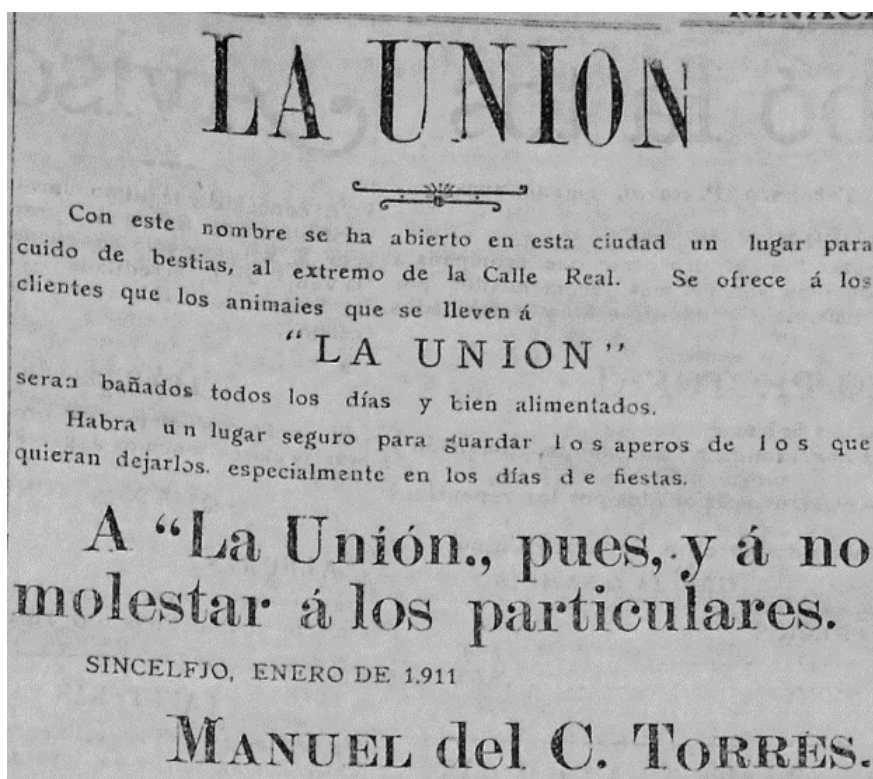 LA UNION
Con este nombre se ha abierto en esta ciudad un lugar para
cuido de bestias, al extremo de la Calle Real. Se ofrece á los
clientes que los animales que se lleven á
"LA UNION"
seran bañados todos los días y bien alimentados.
Habra un lugar seguro para guardar los aperos de los que
quieran dejarlos. especialmente en los días de fiestas.
A "La Unión., pues, y á no
molestar á los particulares.
SINCELFJO, ENERO DE 1.911
MANUEL del C. TORRES.